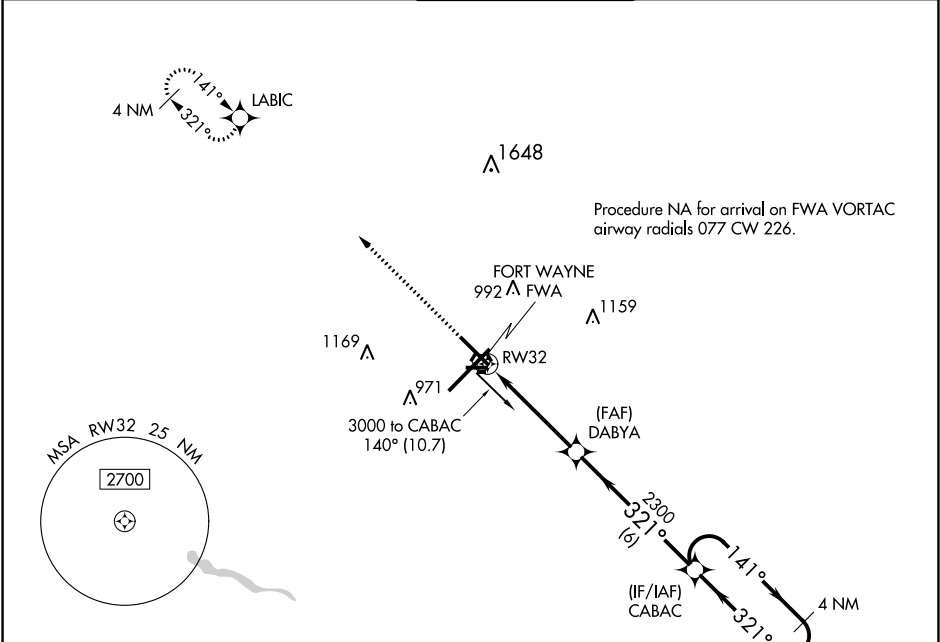 141°
4 NM
321°
LABIC
1648
Procedure NA for arrival on FWA VORTAC
airway radials 077 CW 226.
FORT WAYNE
992
FWA
1159
1169
RW32
971
3000 to CABAC
140° (10.7)
(FAF)
DABYA
MSA RW32 25 NM
2700
2300
321°
(6)
141°
(IF/IAF)
CABAC
4 NM
321°